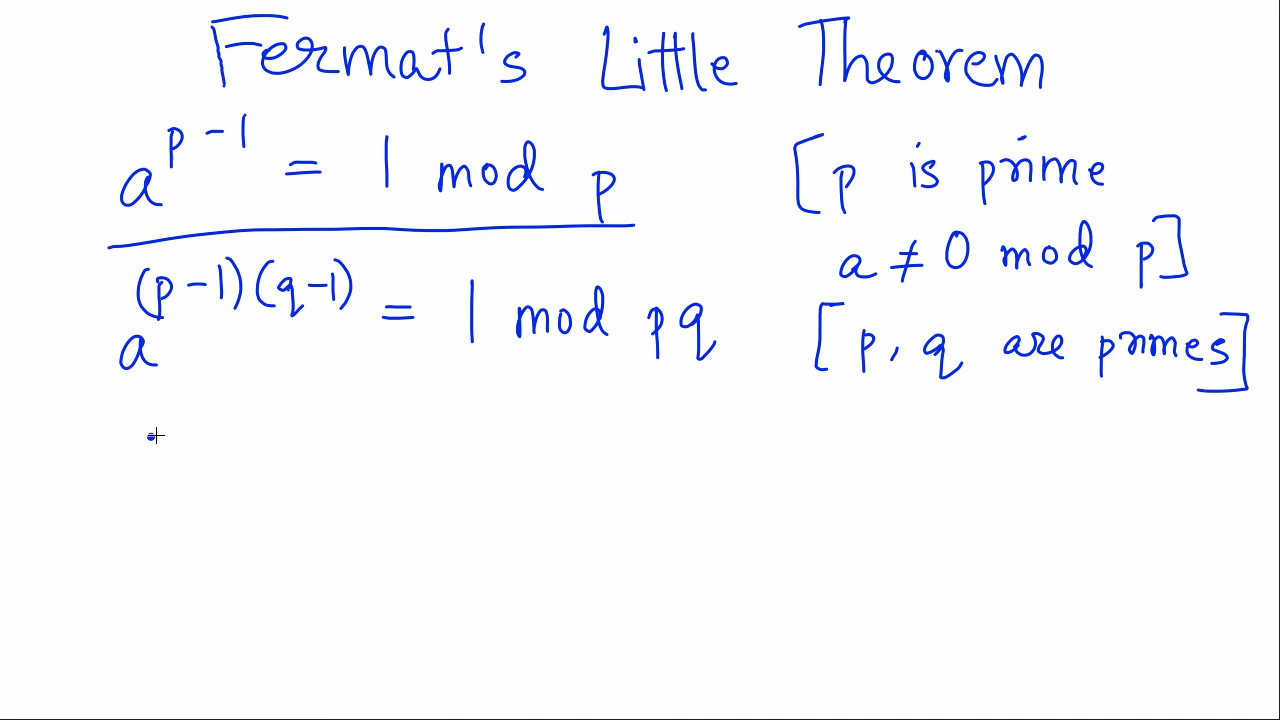 Fermat's Little Theorem
a^{p-1} = 1 mod p [p is prime
a ≠ 0 mod p]
a^{(p-1)(q-1)} = 1 mod pq [p, q are primes]